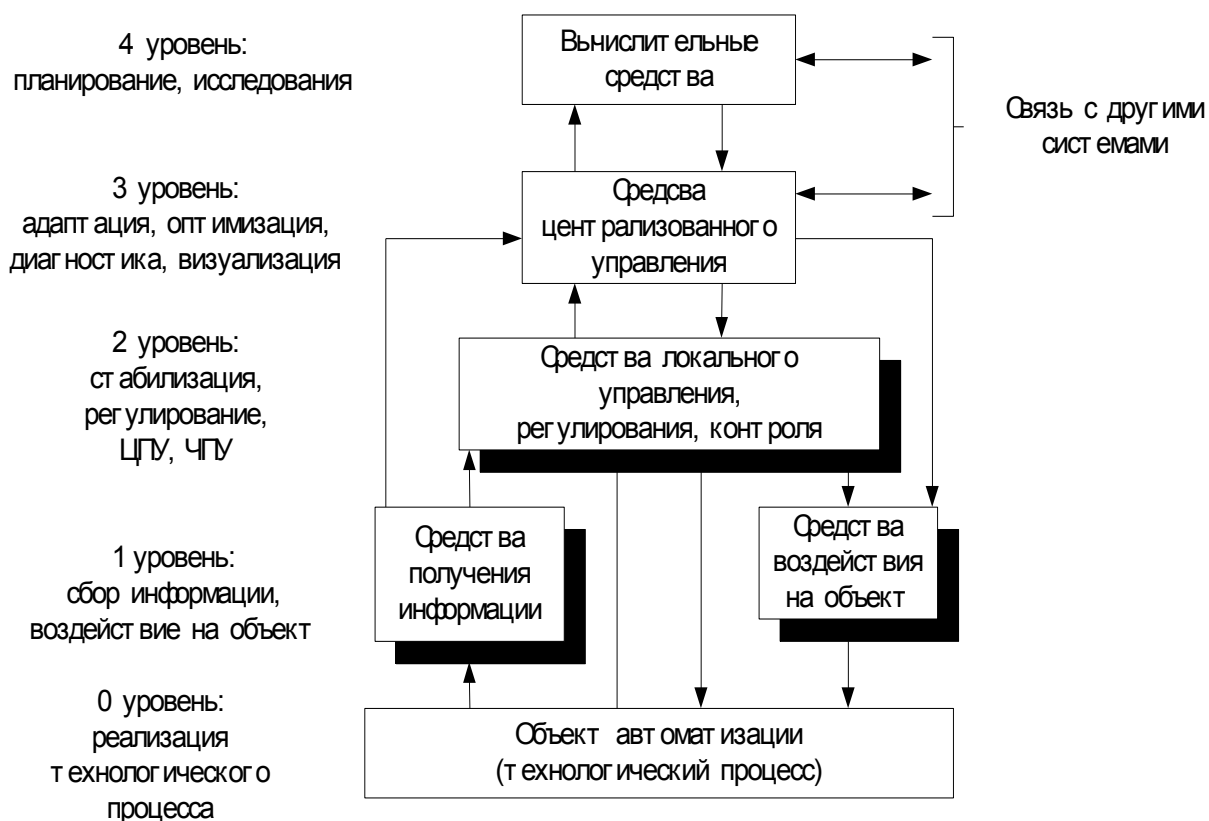 4 уровень:
планирование, исследования
Вычислительные
средства
Связь с другими
системами
3 уровень:
адаптация, оптимизация,
диагностика, визуализация
Средсва
централизованного
управления
2 уровень:
стабилизация,
регулирование,
ЦПУ, ЧПУ
Средства локального
управления,
регулирования, контроля
1 уровень:
сбор информации,
воздействие на объект
Средства
получения
информации
Средства
воздействия
на объект
0 уровень:
реализация
технологического
процесса
Объект автоматизации
(технологический процесс)